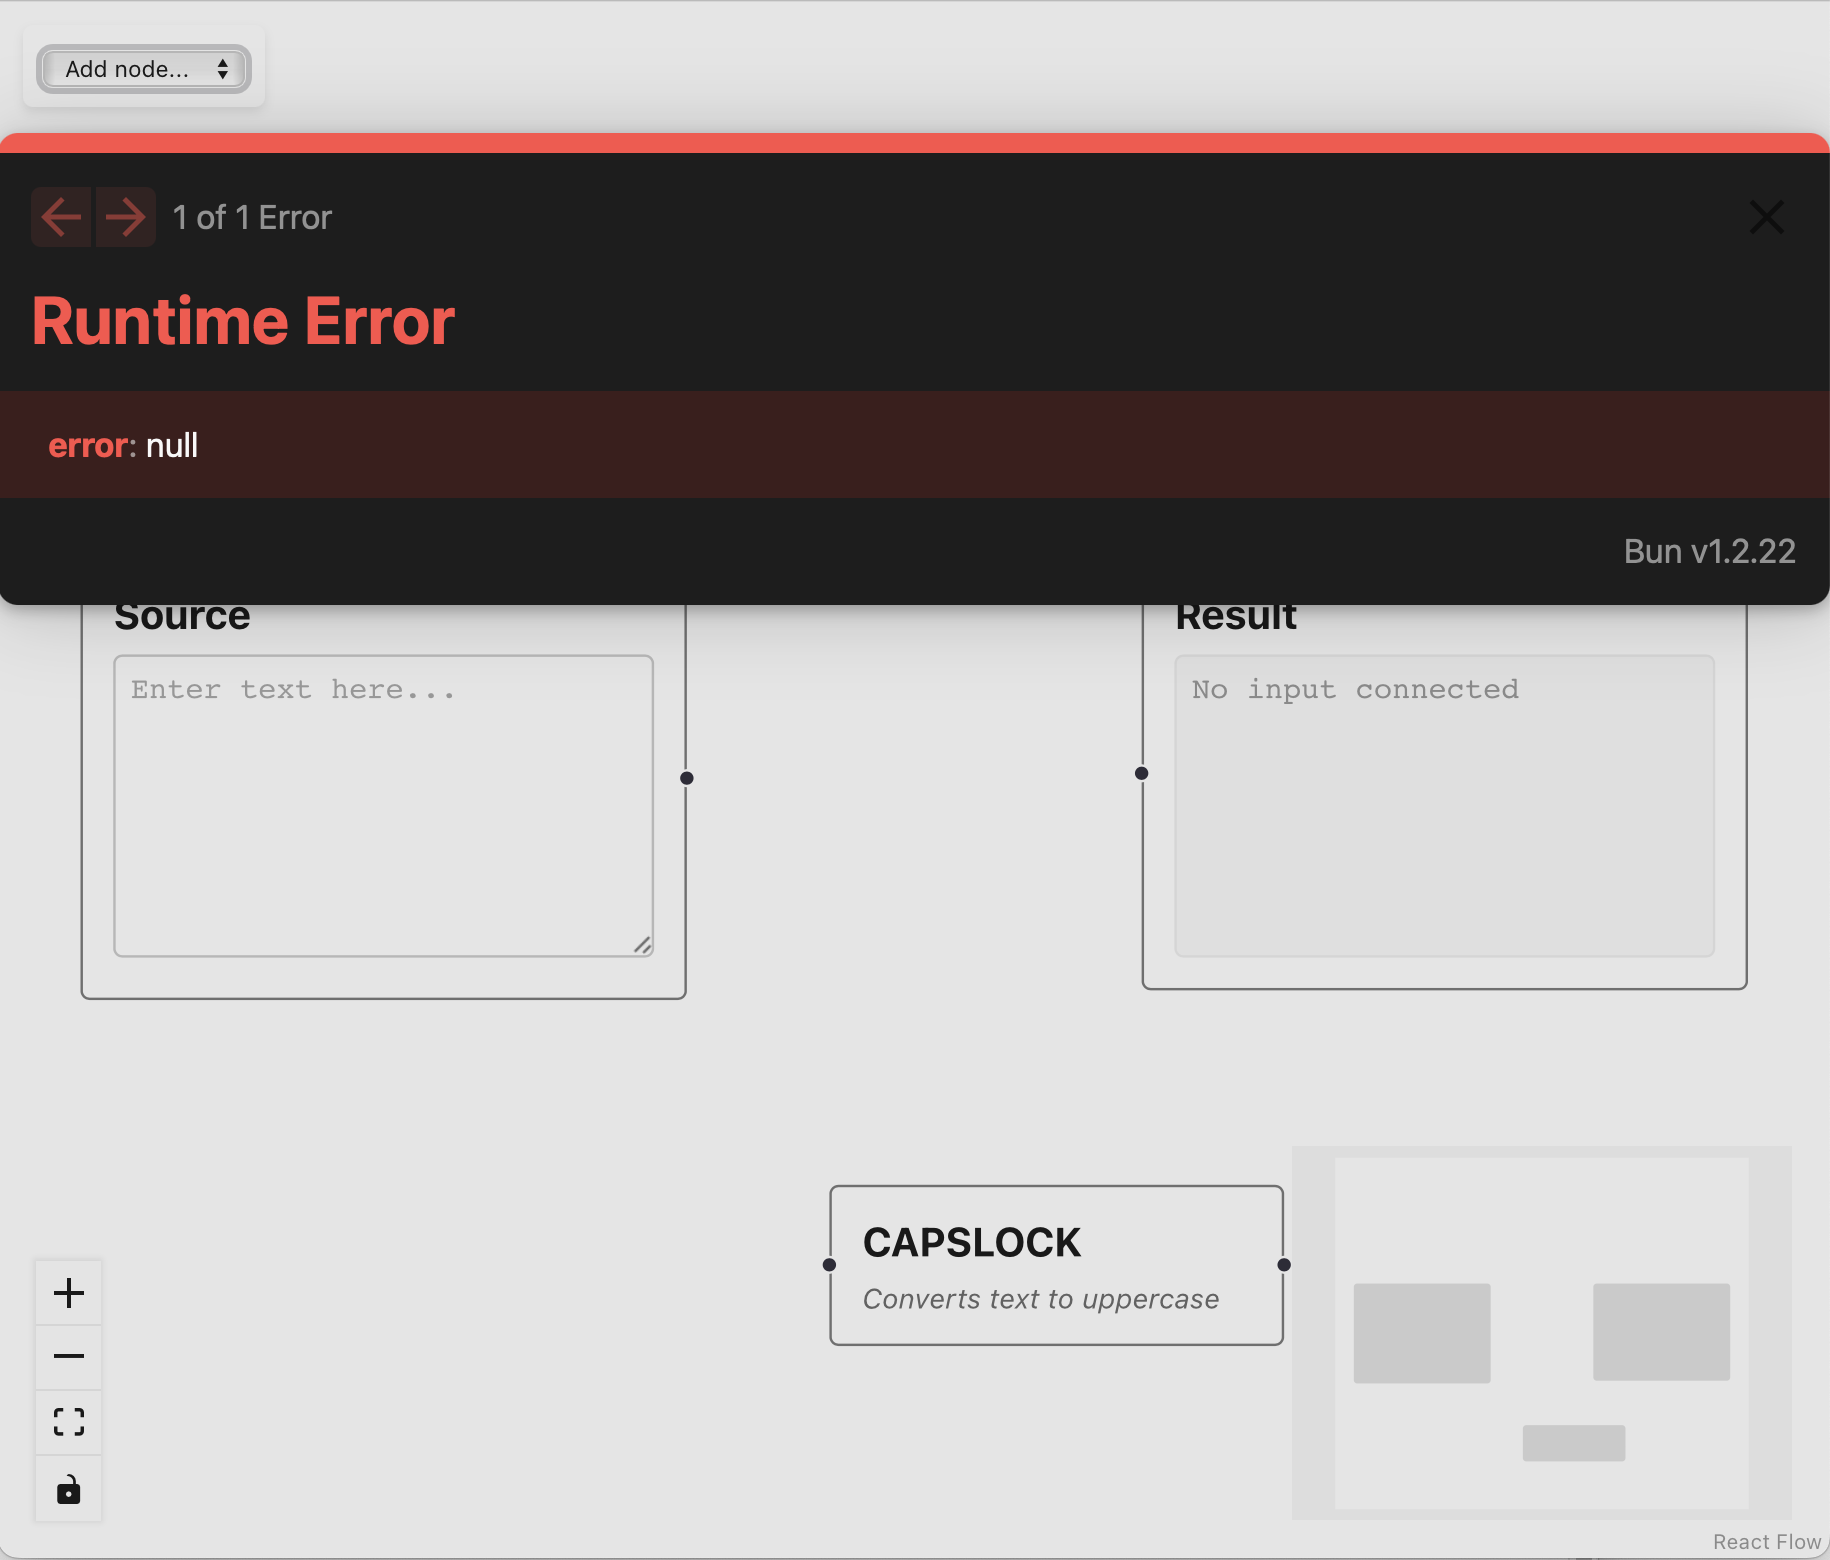 Add node...
1 of 1 Error
Runtime Error
error: null
Bun v1.2.22
Source
Result
Enter text here...
No input connected
CAPSLOCK
Converts text to uppercase
React Flow